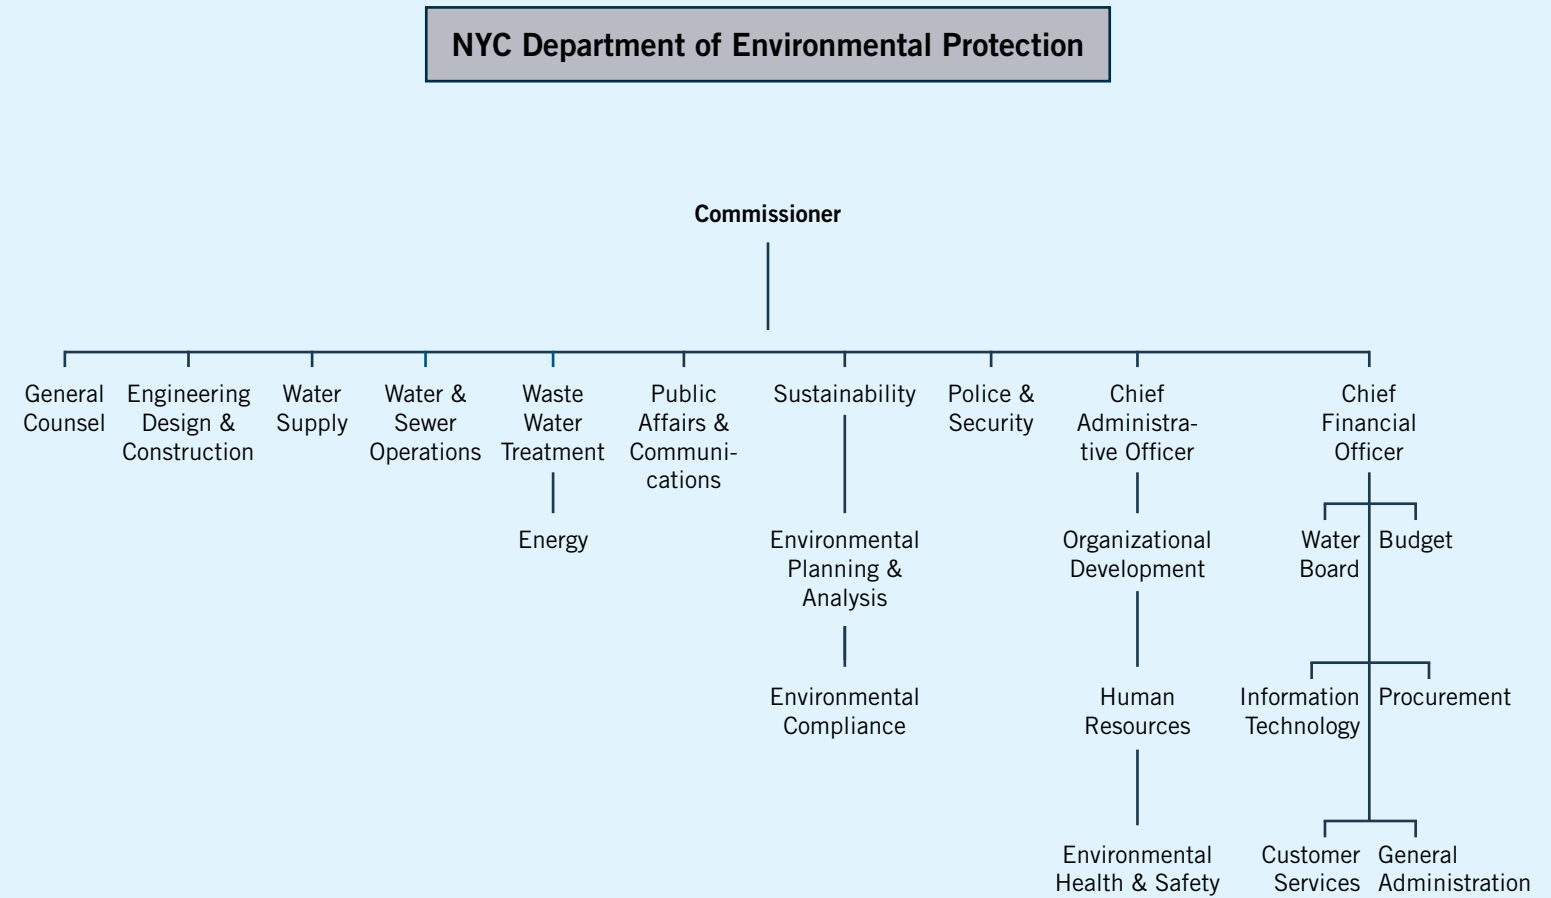 NYC Department of Environmental Protection
Commissioner
General
Counsel
Engineering
Design &
Construction
Water
Supply
Water &
Sewer
Operations
Waste
Water
Treatment
Public
Affairs &
Communi-
cations
Sustainability
Police &
Security
Chief
Administra-
tive Officer
Chief
Financial
Officer
Energy
Environmental
Planning &
Analysis
Organizational
Development
Water
Board
Budget
Environmental
Compliance
Human
Resources
Information
Technology
Procurement
Environmental
Health & Safety
Customer
Services
General
Administration